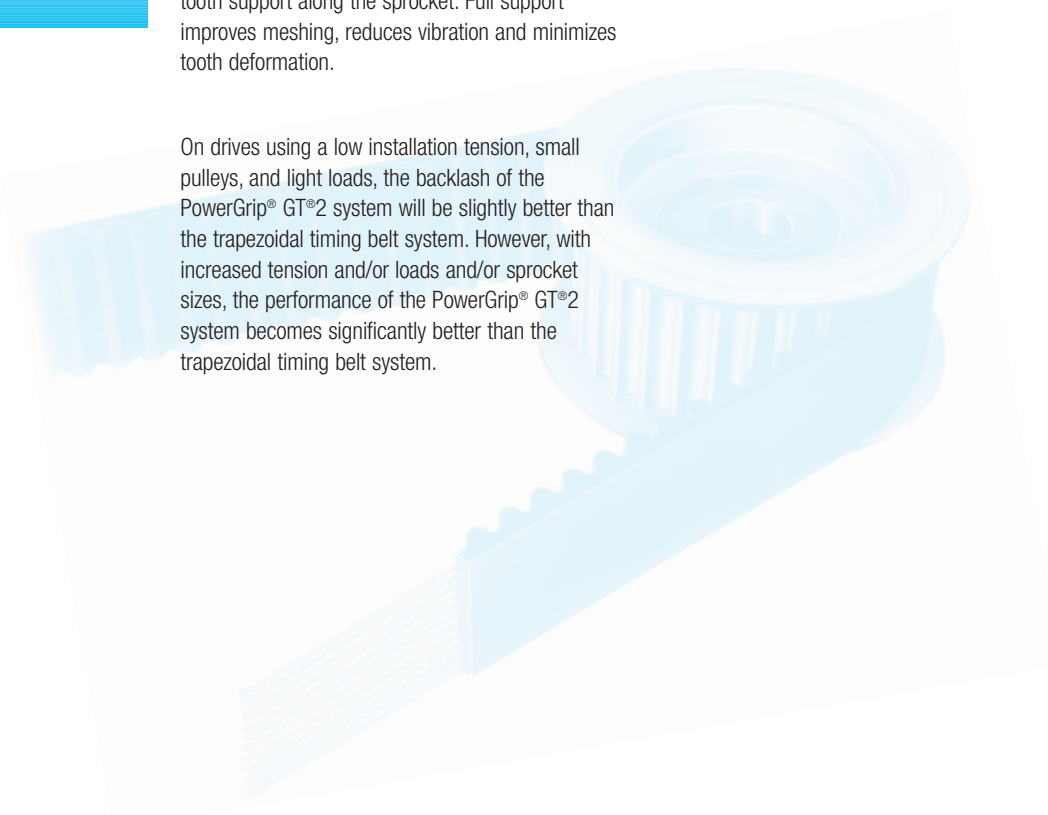 tooth support along the sprocket. Full support
improves meshing, reduces vibration and minimizes
tooth deformation.
On drives using a low installation tension, small
pulleys, and light loads, the backlash of the
PowerGrip® GT®2 system will be slightly better than
the trapezoidal timing belt system. However, with
increased tension and/or loads and/or sprocket
sizes, the performance of the PowerGrip® GT®2
system becomes significantly better than the
trapezoidal timing belt system.